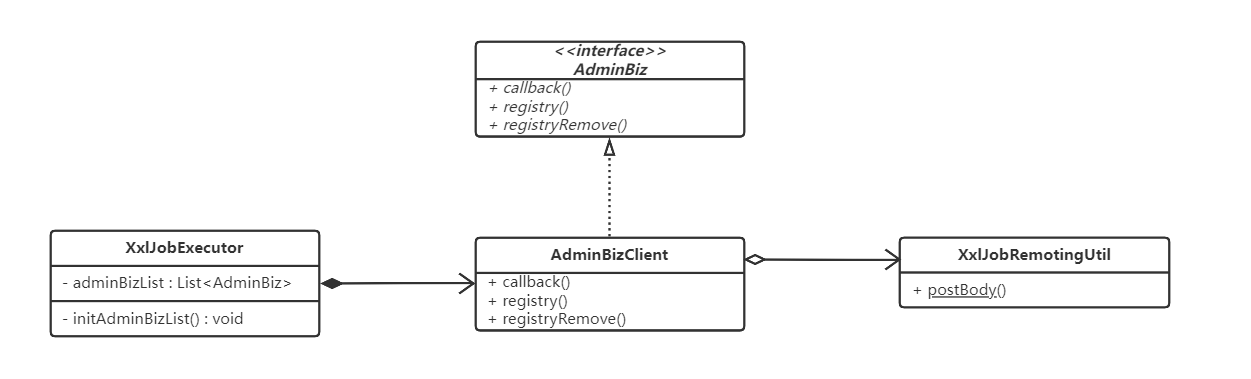 <<interface>>
AdminBiz
+ callback()
+ registry()
+ registryRemove()
XxlJobExecutor
- adminBizList : List<AdminBiz>
- initAdminBizList() : void
AdminBizClient
+ callback()
+ registry()
+ registryRemove()
XxlJobRemotingUtil
+ postBody()